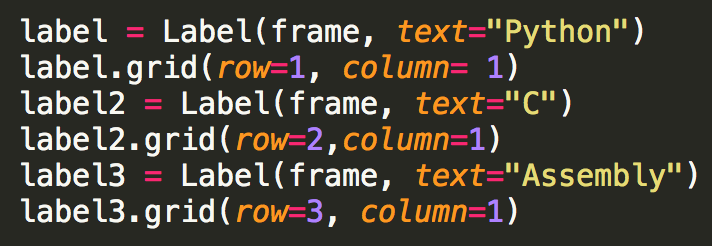 label = Label(frame, text="Python")
label.grid(row=1, column= 1)
label2 = Label(frame, text="C")
label2.grid(row=2,column=1)
label3 = Label(frame, text="Assembly")
label3.grid(row=3, column=1)